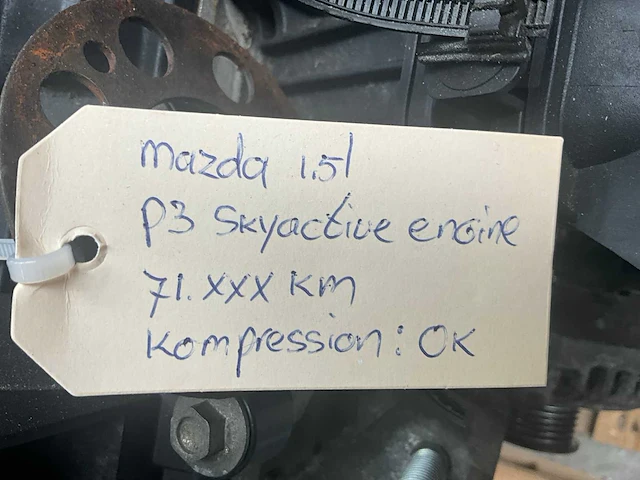 Mazda 1.5l
P3 Skyactive engine
71.xxx Km
Kompression: OK